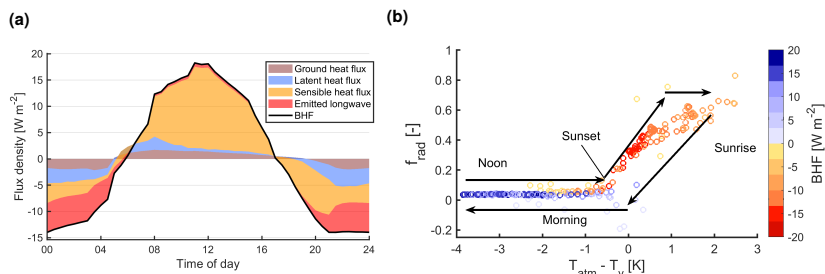 (a)
Flux density [W m-2]
20
15
10
5
0
-5
-10
-15
00
04
08
12
16
20
24
Time of day
Ground heat flux
Latent heat flux
Sensible heat flux
Emitted longwave
BHF
(b)
frad [-]
1
0.8
0.6
0.4
0.2
0
-0.2
-4
-3
-2
-1
0
1
2
3
Tatm - Tv [K]
Noon
Sunset
Sunrise
Morning
20
15
10
5
0
-5
-10
-15
-20
BHF [W m-2]